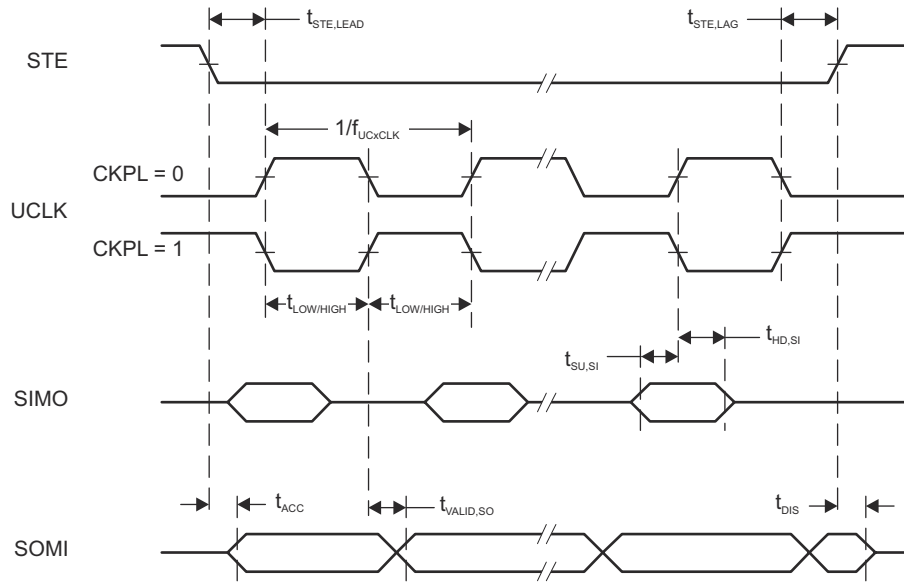 tSTE,LEAD
tSTE,LAG
STE
1/fUCxCLK
CKPL = 0
UCLK
CKPL = 1
tLOW/HIGH
tLOW/HIGH
tHD,SI
tSU,SI
SIMO
tACC
tVALID,SO
tDIS
SOMI